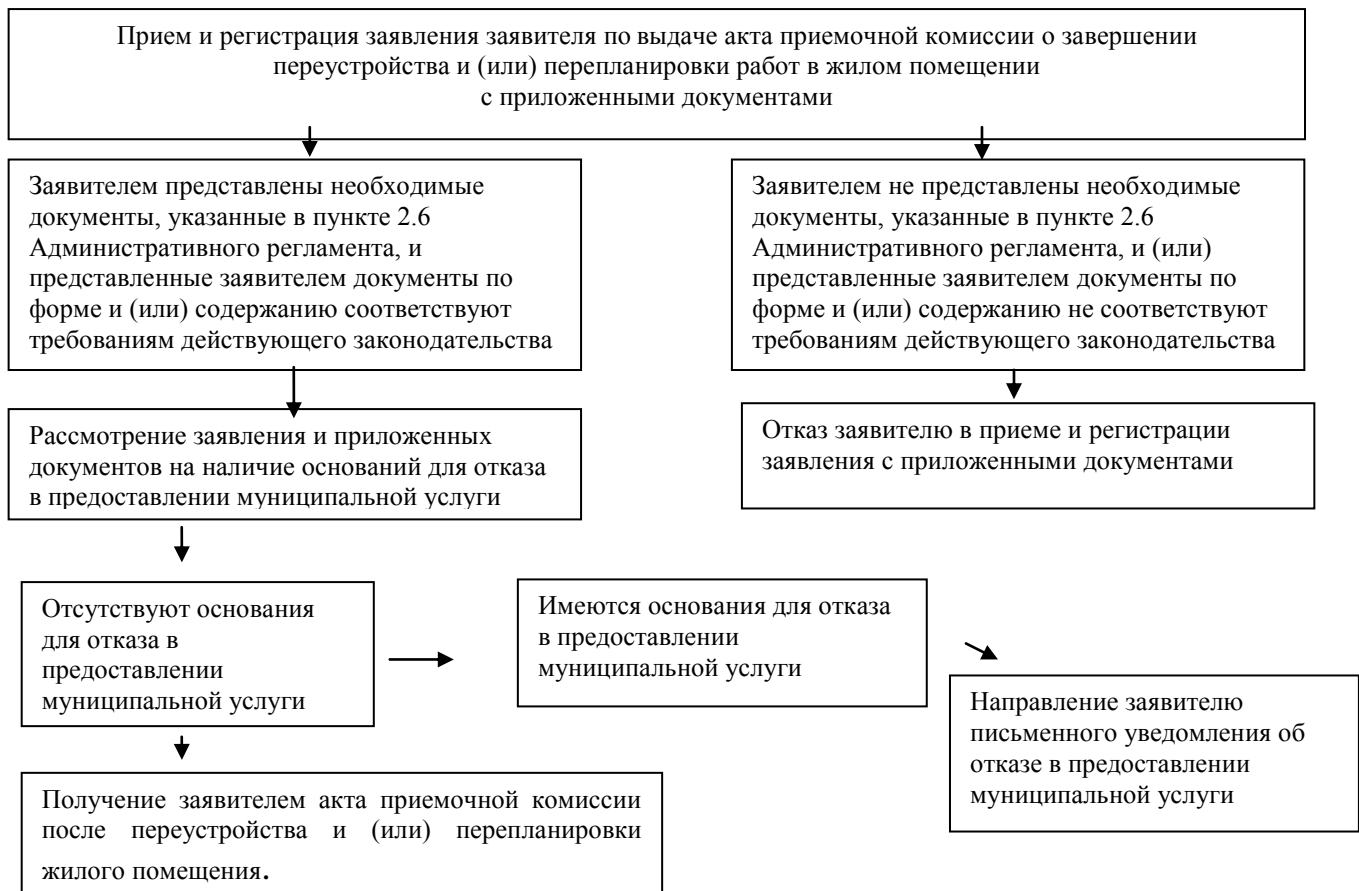 Прием и регистрация заявления заявителя по выдаче акта приемочной комиссии о завершении
переустройства и (или) перепланировки работ в жилом помещении
с приложенными документами
Заявителем представлены необходимые
документы, указанные в пункте 2.6
Административного регламента, и
представленные заявителем документы по
форме и (или) содержанию соответствуют
требованиям действующего законодательства
Заявителем не представлены необходимые
документы, указанные в пункте 2.6
Административного регламента, и (или)
представленные заявителем документы по
форме и (или) содержанию не соответствуют
требованиям действующего законодательства
Рассмотрение заявления и приложенных
документов на наличие оснований для отказа
в предоставлении муниципальной услуги
Отказ заявителю в приеме и регистрации
заявления с приложенными документами
Отсутствуют основания
для отказа в
предоставлении
муниципальной услуги
Имеются основания для отказа
в предоставлении
муниципальной услуги
Направление заявителю
письменного уведомления об
отказе в предоставлении
муниципальной услуги
Получение заявителем акта приемочной комиссии
после переустройства и (или) перепланировки
жилого помещения.